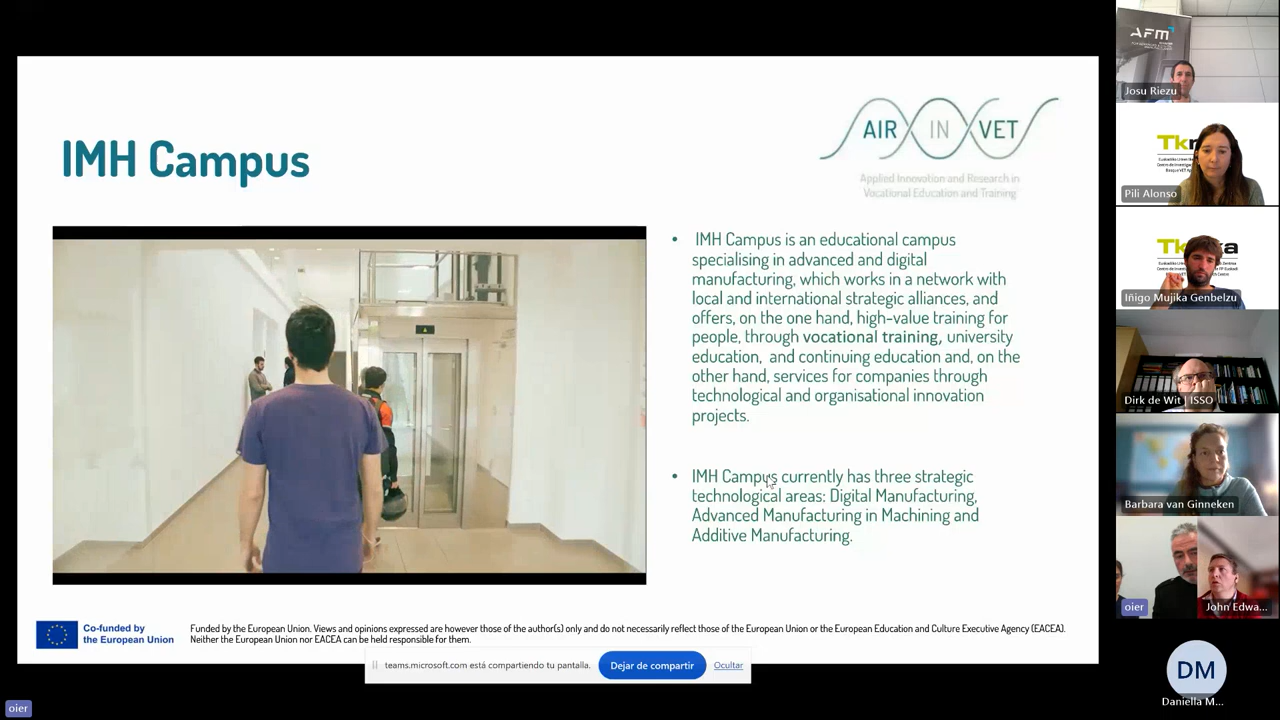 IMH Campus
AIR IN VET
Applied Innovation and Research in
Vocational Education and Training
• IMH Campus is an educational campus
specialising in advanced and digital
manufacturing, which works in a network with
local and international strategic alliances, and
offers, on the one hand, high-value training for
people, through vocational training, university
education, and continuing education and, on the
other hand, services for companies through
technological and organisational innovation
projects.
• IMH Campus currently has three strategic
technological areas: Digital Manufacturing,
Advanced Manufacturing in Machining and
Additive Manufacturing.
Co-funded by
the European Union
Funded by the European Union. Views and opinions expressed are however those of the author(s) only and do not necessarily reflect those of the European Union or the European Education and Culture Executive Agency (EACEA).
Neither the European Union nor EACEA can be held responsible for them.
teams.microsoft.com está compartiendo tu pantalla.
Dejar de compartir
Ocultar
oier
AFM
Josu Riezu
Pili Alonso
Iñigo Mujika Genbelzu
Dirk de Wit | ISSO
Barbara van Ginneken
oier
John Edwa...
DM
Daniella M...